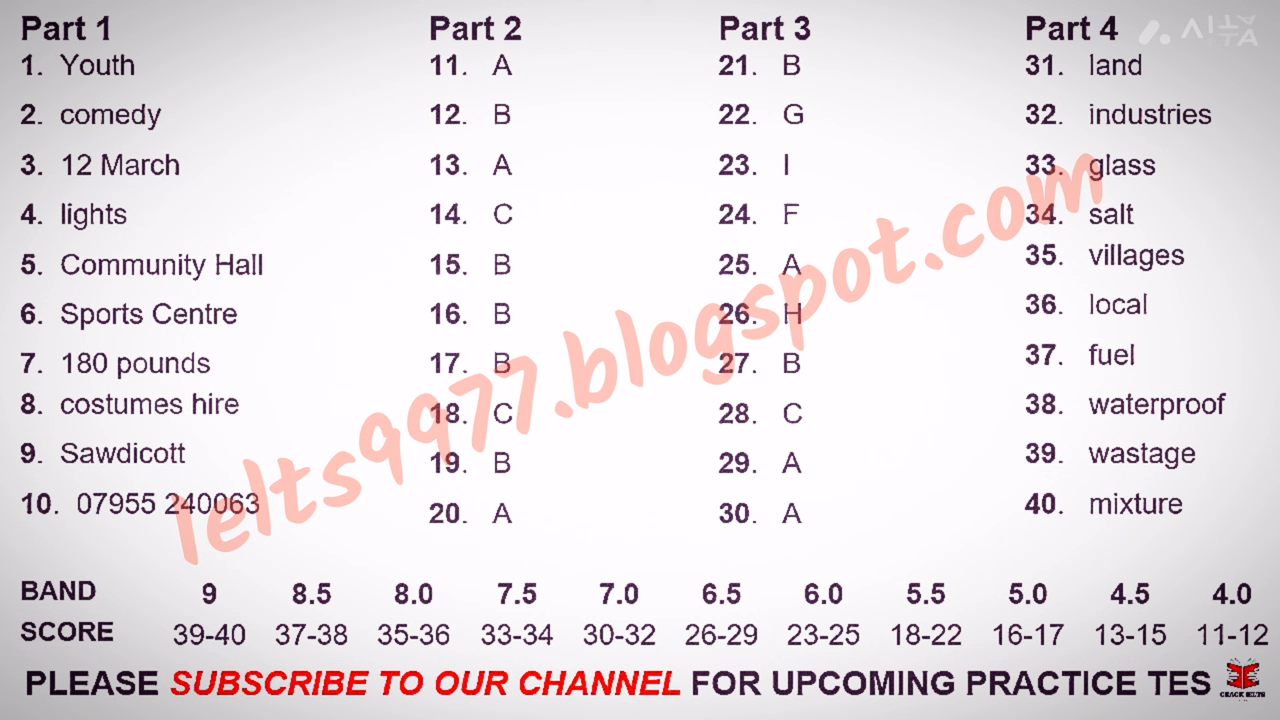 Part 1
1. Youth
2. comedy
3. 12 March
4. lights
5. Community Hall
6. Sports Centre
7. 180 pounds
8. costumes hire
9. Sawdicott
10. 07955 240063
Part 2
11. A
12. B
13. A
14. C
15. B
16. B
17. B
18. C
19. B
20. A
Part 3
21. B
22. G
23. I
24. F
25. A
26. H
27. B
28. C
29. A
30. A
Part 4
31. land
32. industries
33. glass
34. salt
35. villages
36. local
37. fuel
38. waterproof
39. wastage
40. mixture
Ielts9977.blogspot.com
BAND 9 8.5 8.0 7.5 7.0 6.5 6.0 5.5 5.0 4.5 4.0
SCORE 39-40 37-38 35-36 33-34 30-32 26-29 23-25 18-22 16-17 13-15 11-12
PLEASE SUBSCRIBE TO OUR CHANNEL FOR UPCOMING PRACTICE TES
CRACK IELTS